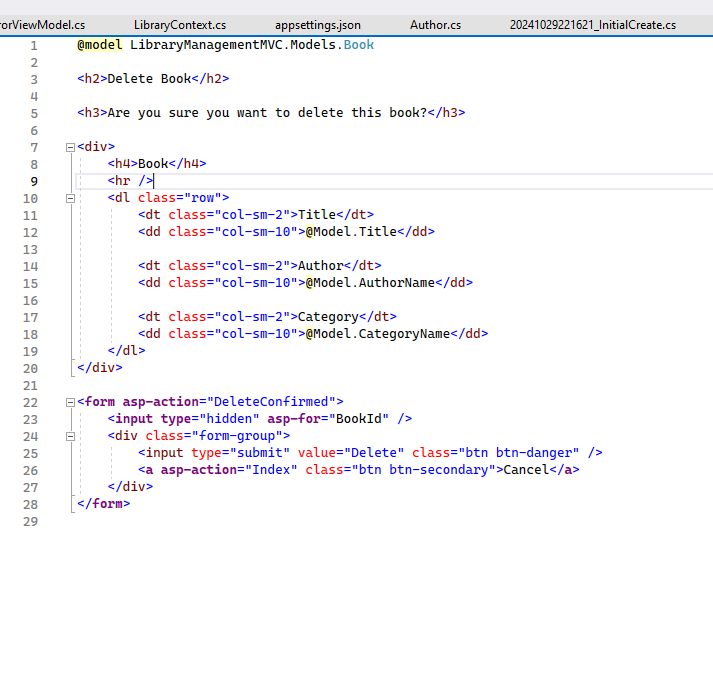 rorViewModel.cs LibraryContext.cs appsettings.json Author.cs 20241029221621_InitialCreate.cs
1 @model LibraryManagementMVC.Models.Book
2
3 <h2>Delete Book</h2>
4
5 <h3>Are you sure you want to delete this book?</h3>
6
7 <div>
8     <h4>Book</h4>
9     <hr />
10     <dl class="row">
11         <dt class="col-sm-2">Title</dt>
12         <dd class="col-sm-10">@Model.Title</dd>
13
14         <dt class="col-sm-2">Author</dt>
15         <dd class="col-sm-10">@Model.AuthorName</dd>
16
17         <dt class="col-sm-2">Category</dt>
18         <dd class="col-sm-10">@Model.CategoryName</dd>
19     </dl>
20 </div>
21
22 <form asp-action="DeleteConfirmed">
23     <input type="hidden" asp-for="BookId" />
24     <div class="form-group">
25         <input type="submit" value="Delete" class="btn btn-danger" />
26         <a asp-action="Index" class="btn btn-secondary">Cancel</a>
27     </div>
28 </form>
29